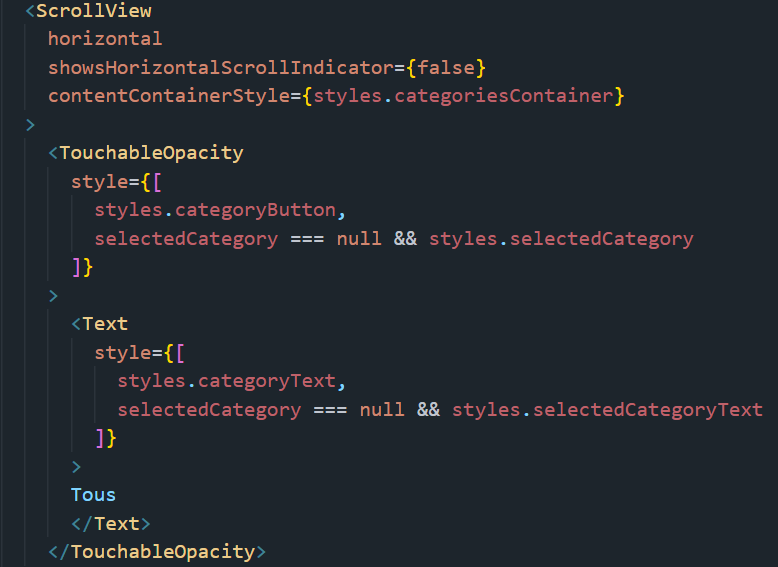 <ScrollView
horizontal
showsHorizontalScrollIndicator={false}
contentContainerStyle={styles.categoriesContainer}
>
<TouchableOpacity
style={[
styles.categoryButton,
selectedCategory === null && styles.selectedCategory
]}
>
<Text
style={[
styles.categoryText,
selectedCategory === null && styles.selectedCategoryText
]}
>
Tous
</Text>
</TouchableOpacity>